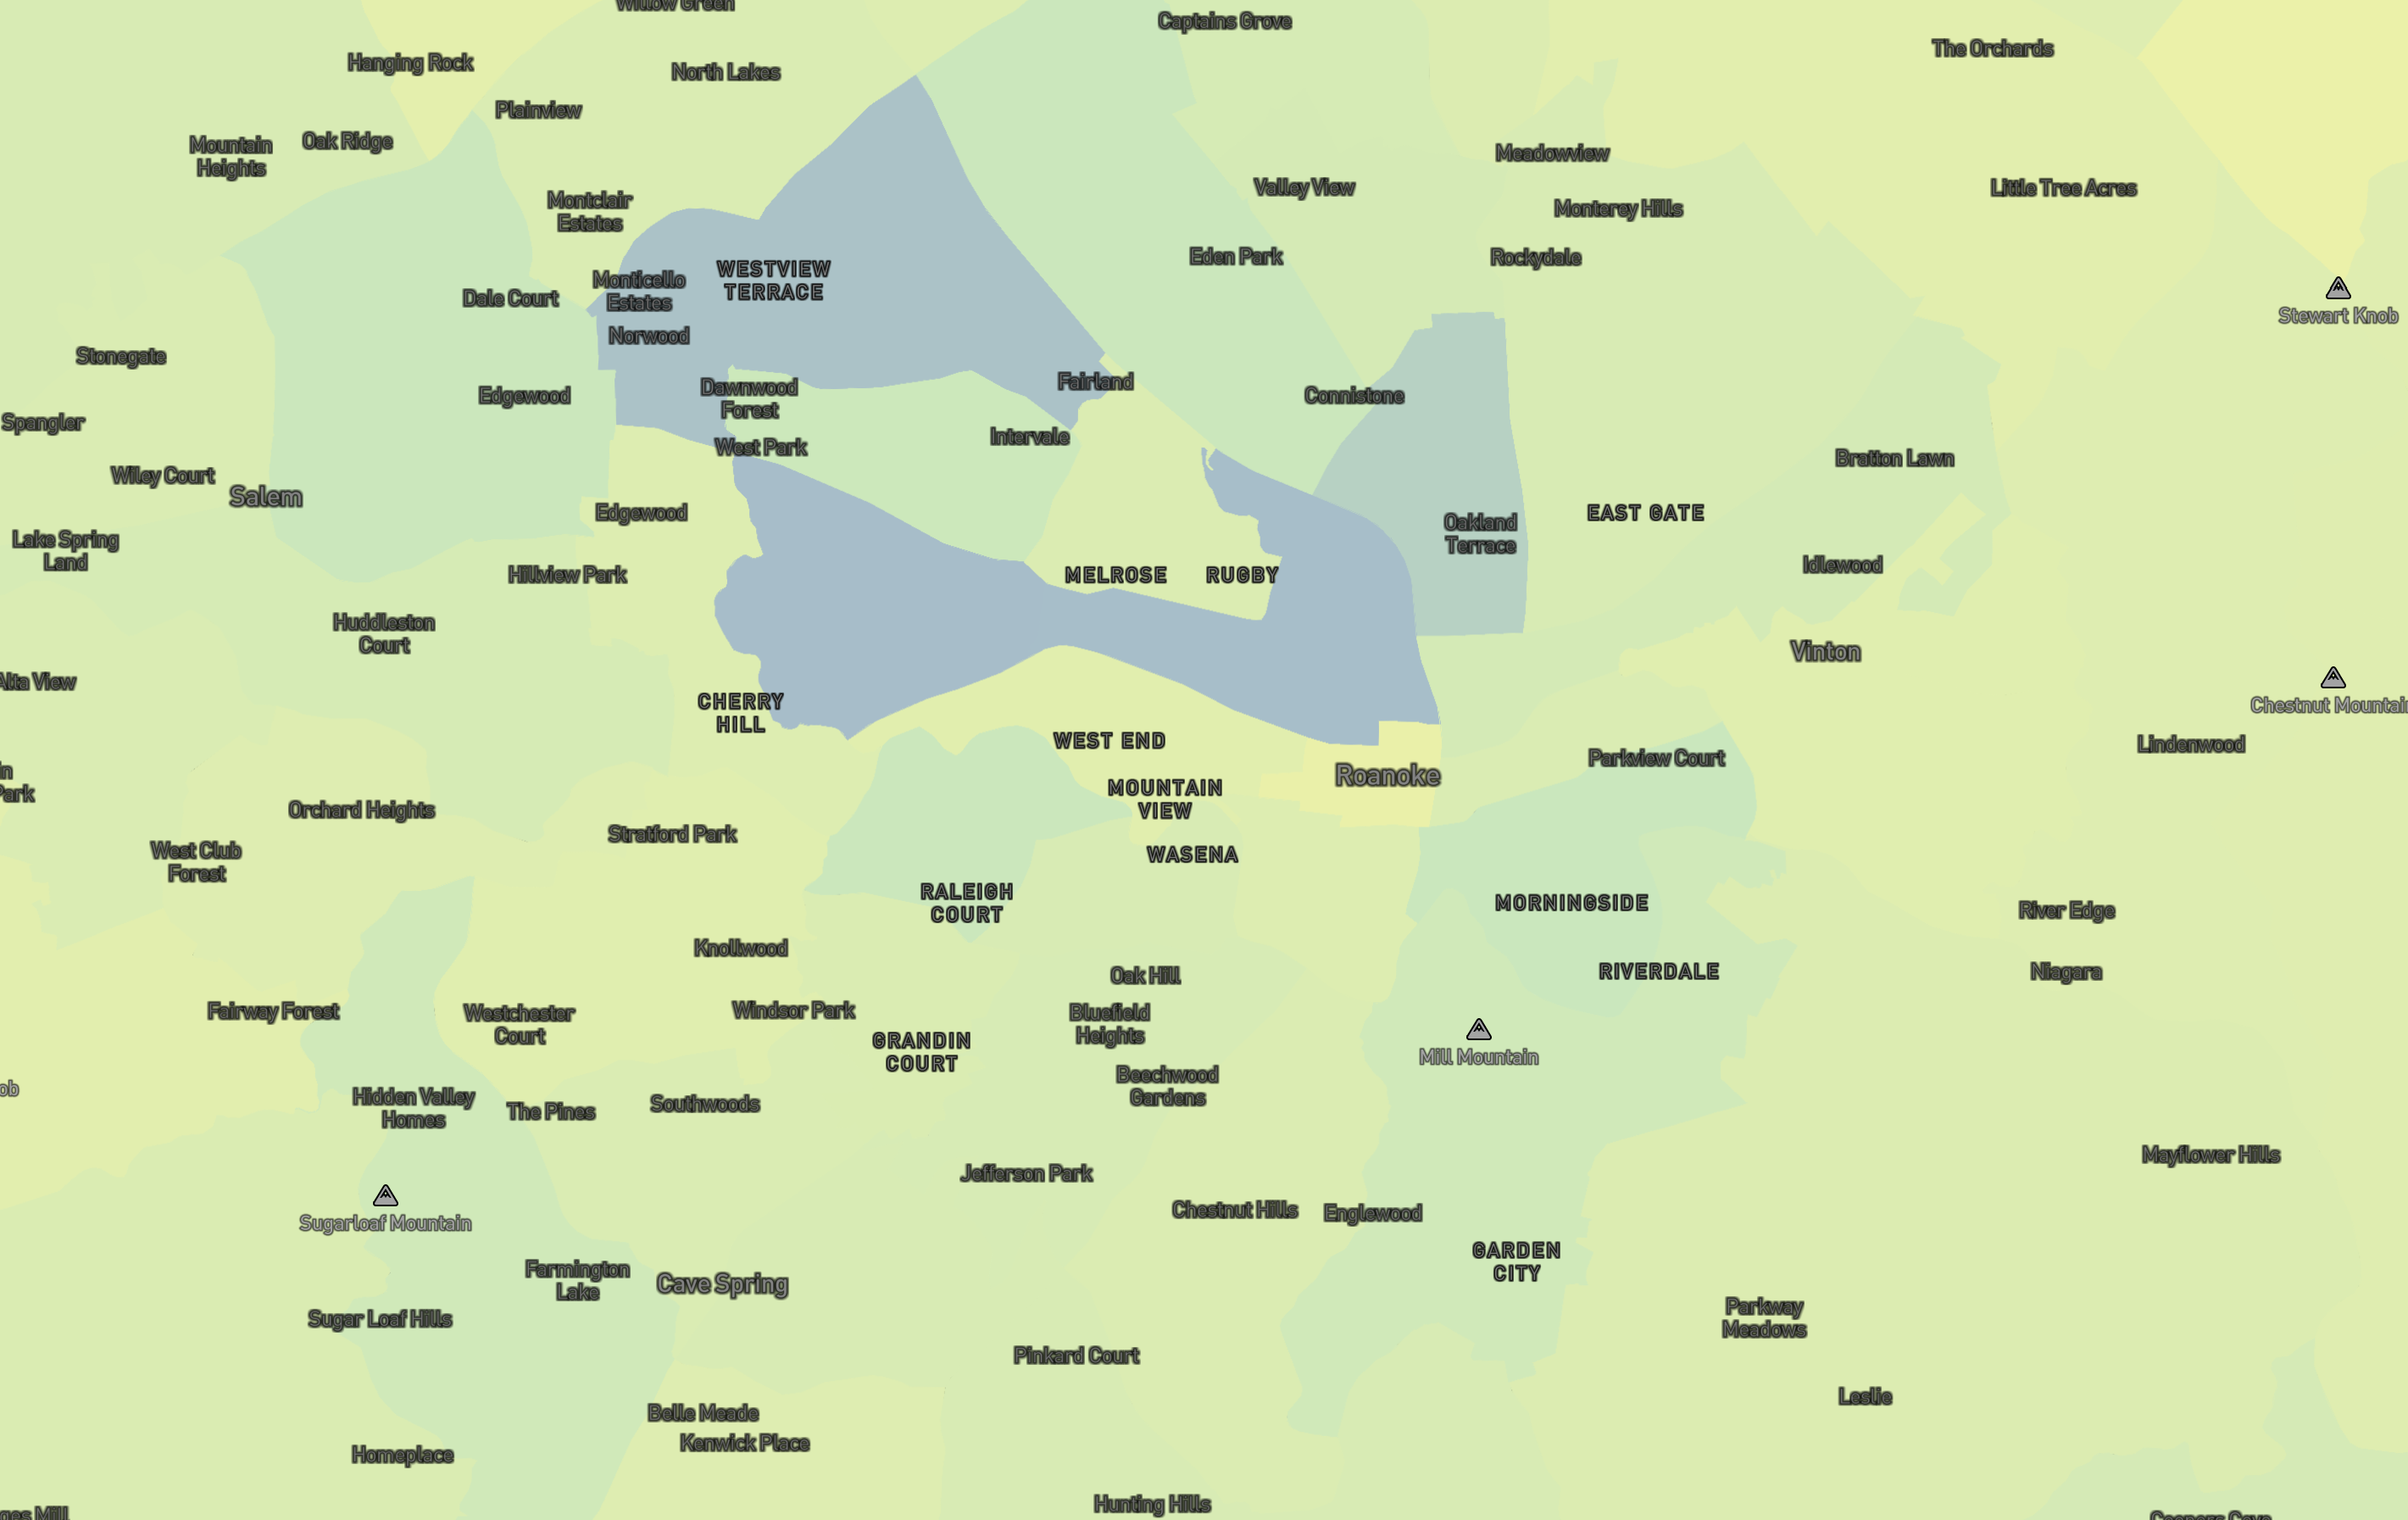 Willow Green
Captains Grove
The Orchards
Hanging Rock
North Lakes
Plainview
Mountain
Heights
Oak Ridge
Meadowview
Valley View
Little Tree Acres
Montclair
Estates
Monterey Hills
Eden Park
Rockydale
WESTVIEW
TERRACE
Monticello
Estates
Dale Court
Stewart Knob
Norwood
Stonegate
Fairland
Dawnwood
Forest
Edgewood
Connistone
Spangler
Intervale
West Park
Bratton Lawn
Wiley Court
Salem
Edgewood
EAST GATE
Oakland
Terrace
Lake Spring
Land
Hillview Park
MELROSE
RUGBY
Idlewood
Huddleston
Court
Vinton
Alta View
CHERRY
HILL
Chestnut Mountain
WEST END
Lindenwood
Parkview Court
Roanoke
MOUNTAIN
VIEW
Park
Orchard Heights
Stratford Park
WASENA
West Club
Forest
RALEIGH
COURT
MORNINGSIDE
River Edge
Knollwood
Oak Hill
RIVERDALE
Niagara
Fairway Forest
Westchester
Court
Windsor Park
Bluefield
Heights
GRANDIN
COURT
Mill Mountain
Beechwood
Gardens
ob
Hidden Valley
Homes
The Pines
Southwoods
Mayflower Hills
Jefferson Park
Chestnut Hills
Englewood
Sugarloaf Mountain
GARDEN
CITY
Farmington
Lake
Cave Spring
Sugar Loaf Hills
Parkway
Meadows
Pinkard Court
Leslie
Belle Meade
Kenwick Place
Homeplace
Hunting Hills
ges Mill